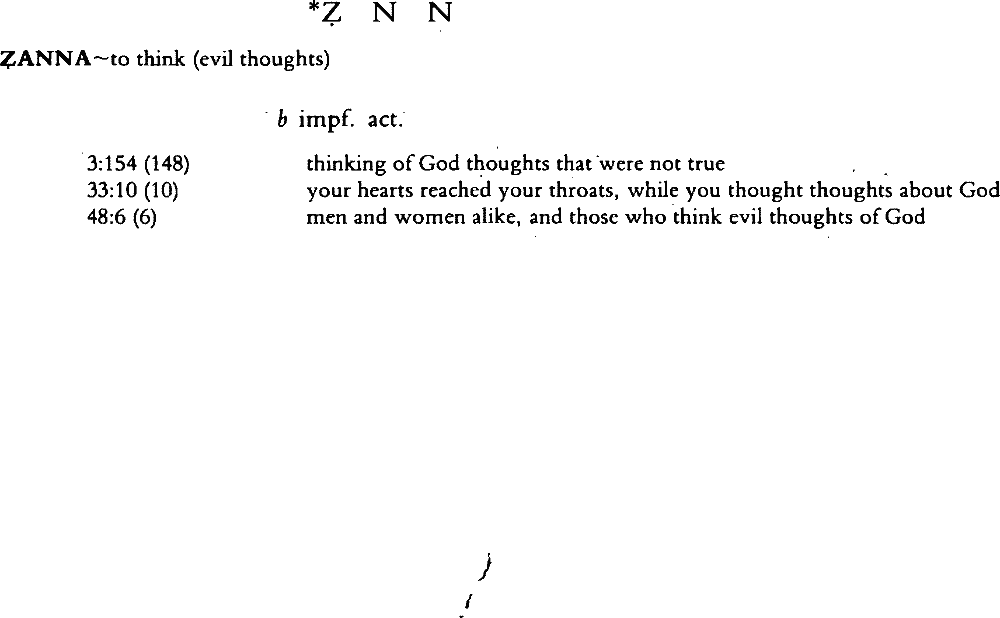 *Ẓ N N
ẒANNA~to think (evil thoughts)
b impf. act.
3:154 (148) thinking of God thoughts that were not true
33:10 (10) your hearts reached your throats, while you thought thoughts about God
48:6 (6) men and women alike, and those who think evil thoughts of God